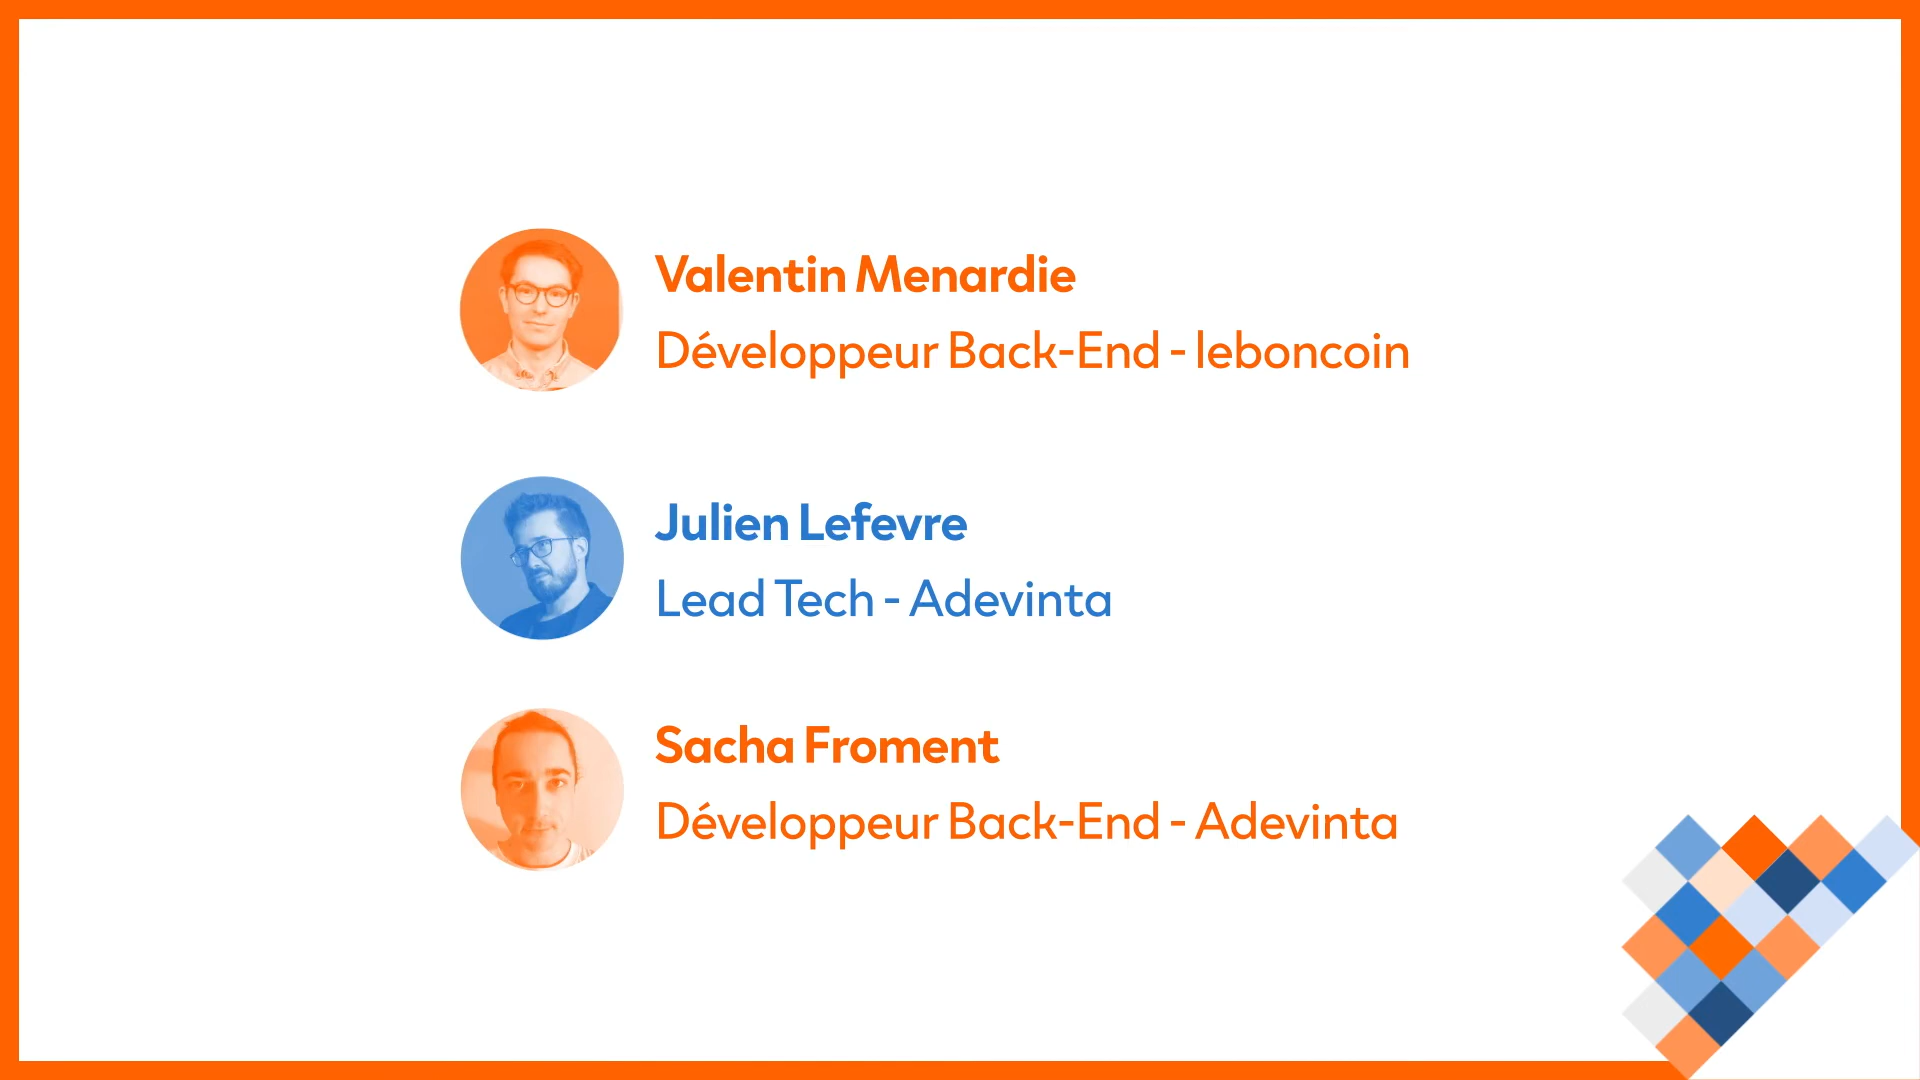 Valentin Menardie
Développeur Back-End - leboncoin
Julien Lefevre
Lead Tech - Adevinta
Sacha Froment
Développeur Back-End - Adevinta